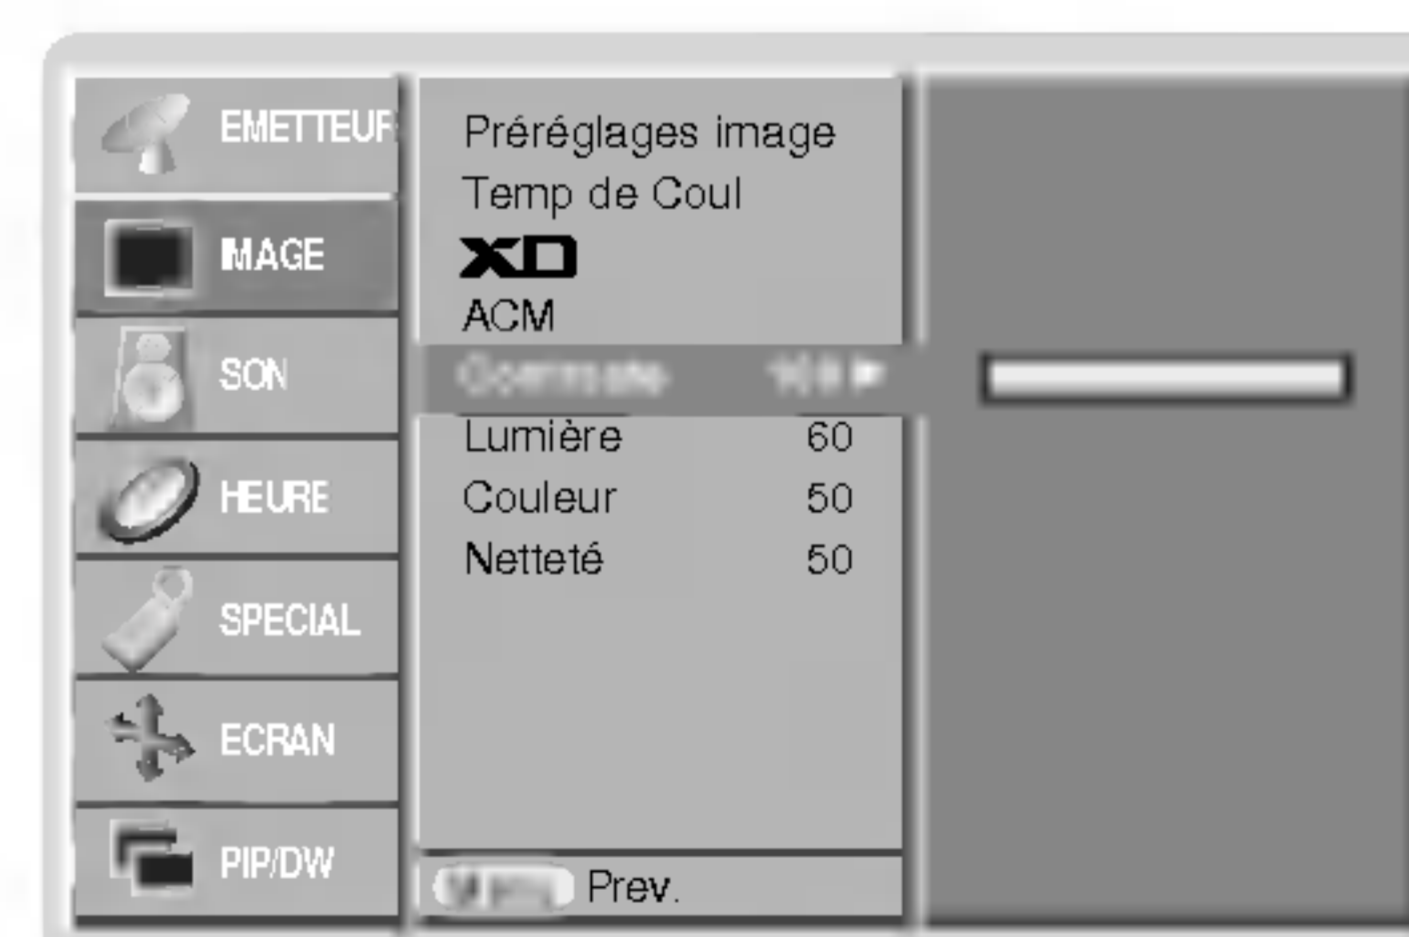 EMETTEUR
IMAGE
SON
HEURE
SPECIAL
ECRAN
PIP/DW
Préréglages image
Temp de Coul
XD
ACM
Lumière 60
Couleur 50
Netteté 50
Prev.